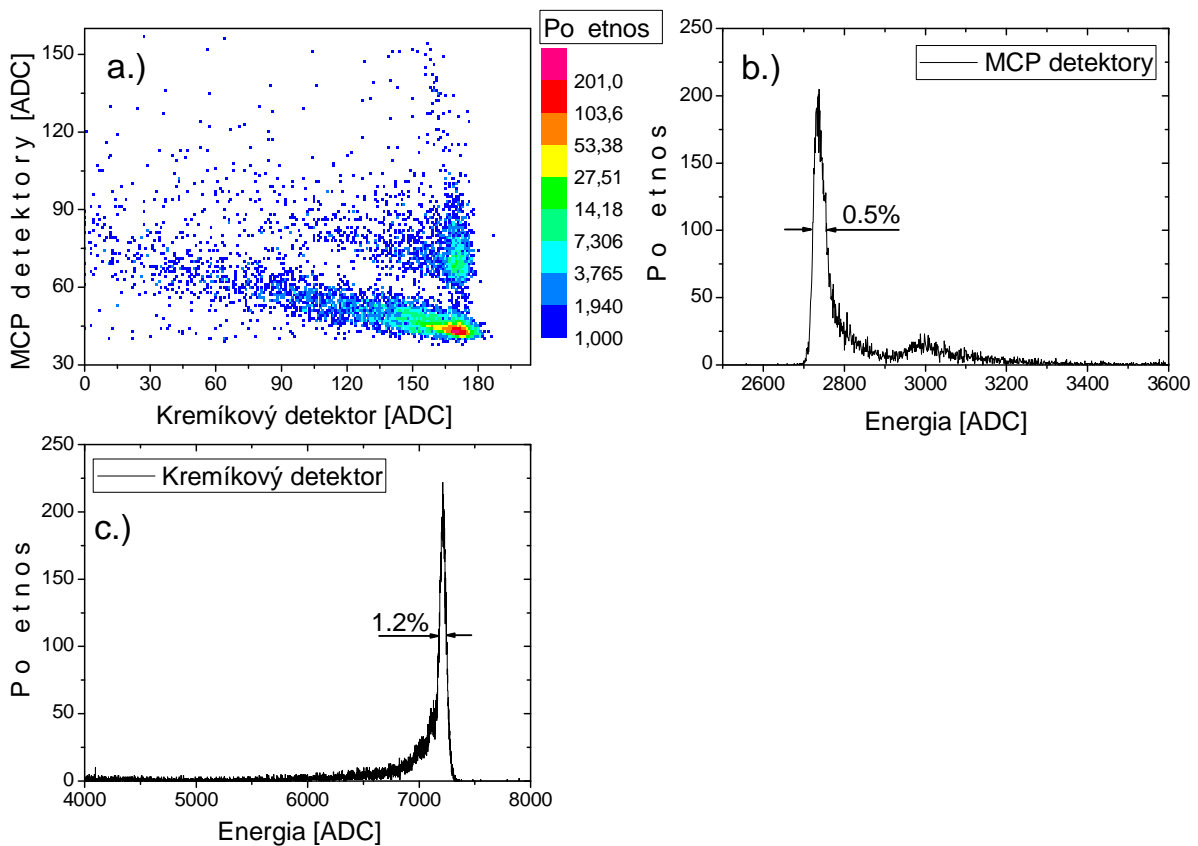 a.)
MCP detektory [ADC]
150
120
90
60
30
0 30 60 90 120 150 180
Kremíkový detektor [ADC]
Po etnos
201,0
103,6
53,38
27,51
14,18
7,306
3,765
1,940
1,000
b.)
MCP detektory
Po etnos
250
200
150
100
50
0
0.5%
2600 2800 3000 3200 3400 3600
Energia [ADC]
c.)
Kremíkový detektor
Po etnos
250
200
150
100
50
0
1.2%
4000 5000 6000 7000 8000
Energia [ADC]